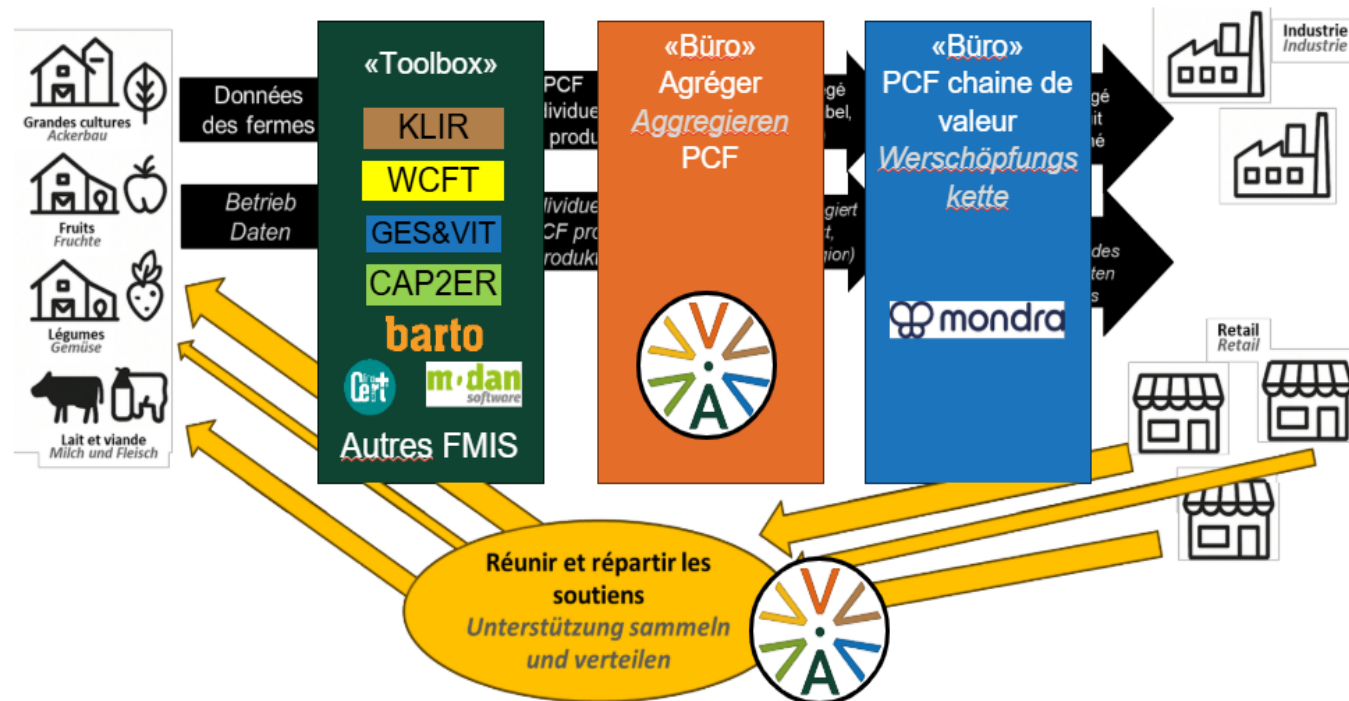 Grandes cultures
Ackerbau
Fruits
Fruchte
Légumes
Gemüse
Lait et viande
Milch und Fleisch
Données
des fermes
Betrieb
Daten
«Toolbox»
KLIR
WCFT
GES&VIT
CAP2ER
barto
Cert
m·dan
software
Autres FMIS
PCF
«Büro»
Agréger
Aggregieren
PCF
«Büro»
PCF chaine de
valeur
Werschöpfungs
kette
mondra
des
Industrie
Industrie
Retail
Retail
Réunir et répartir les
soutiens
Unterstützung sammeln
und verteilen